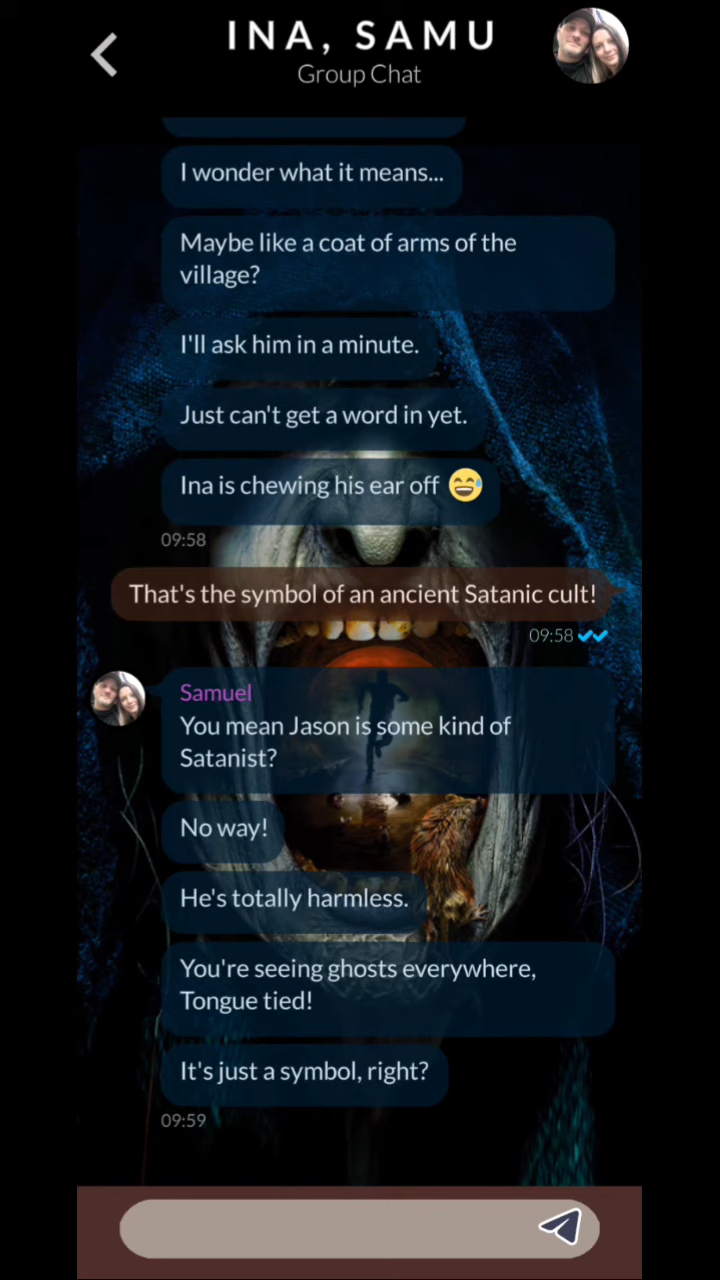 INA, SAMU
Group Chat
I wonder what it means...
Maybe like a coat of arms of the
village?
I'll ask him in a minute.
Just can't get a word in yet.
Ina is chewing his ear off 😅
09:58
That's the symbol of an ancient Satanic cult!
09:58
Samuel
You mean Jason is some kind of
Satanist?
No way!
He's totally harmless.
You're seeing ghosts everywhere,
Tongue tied!
It's just a symbol, right?
09:59